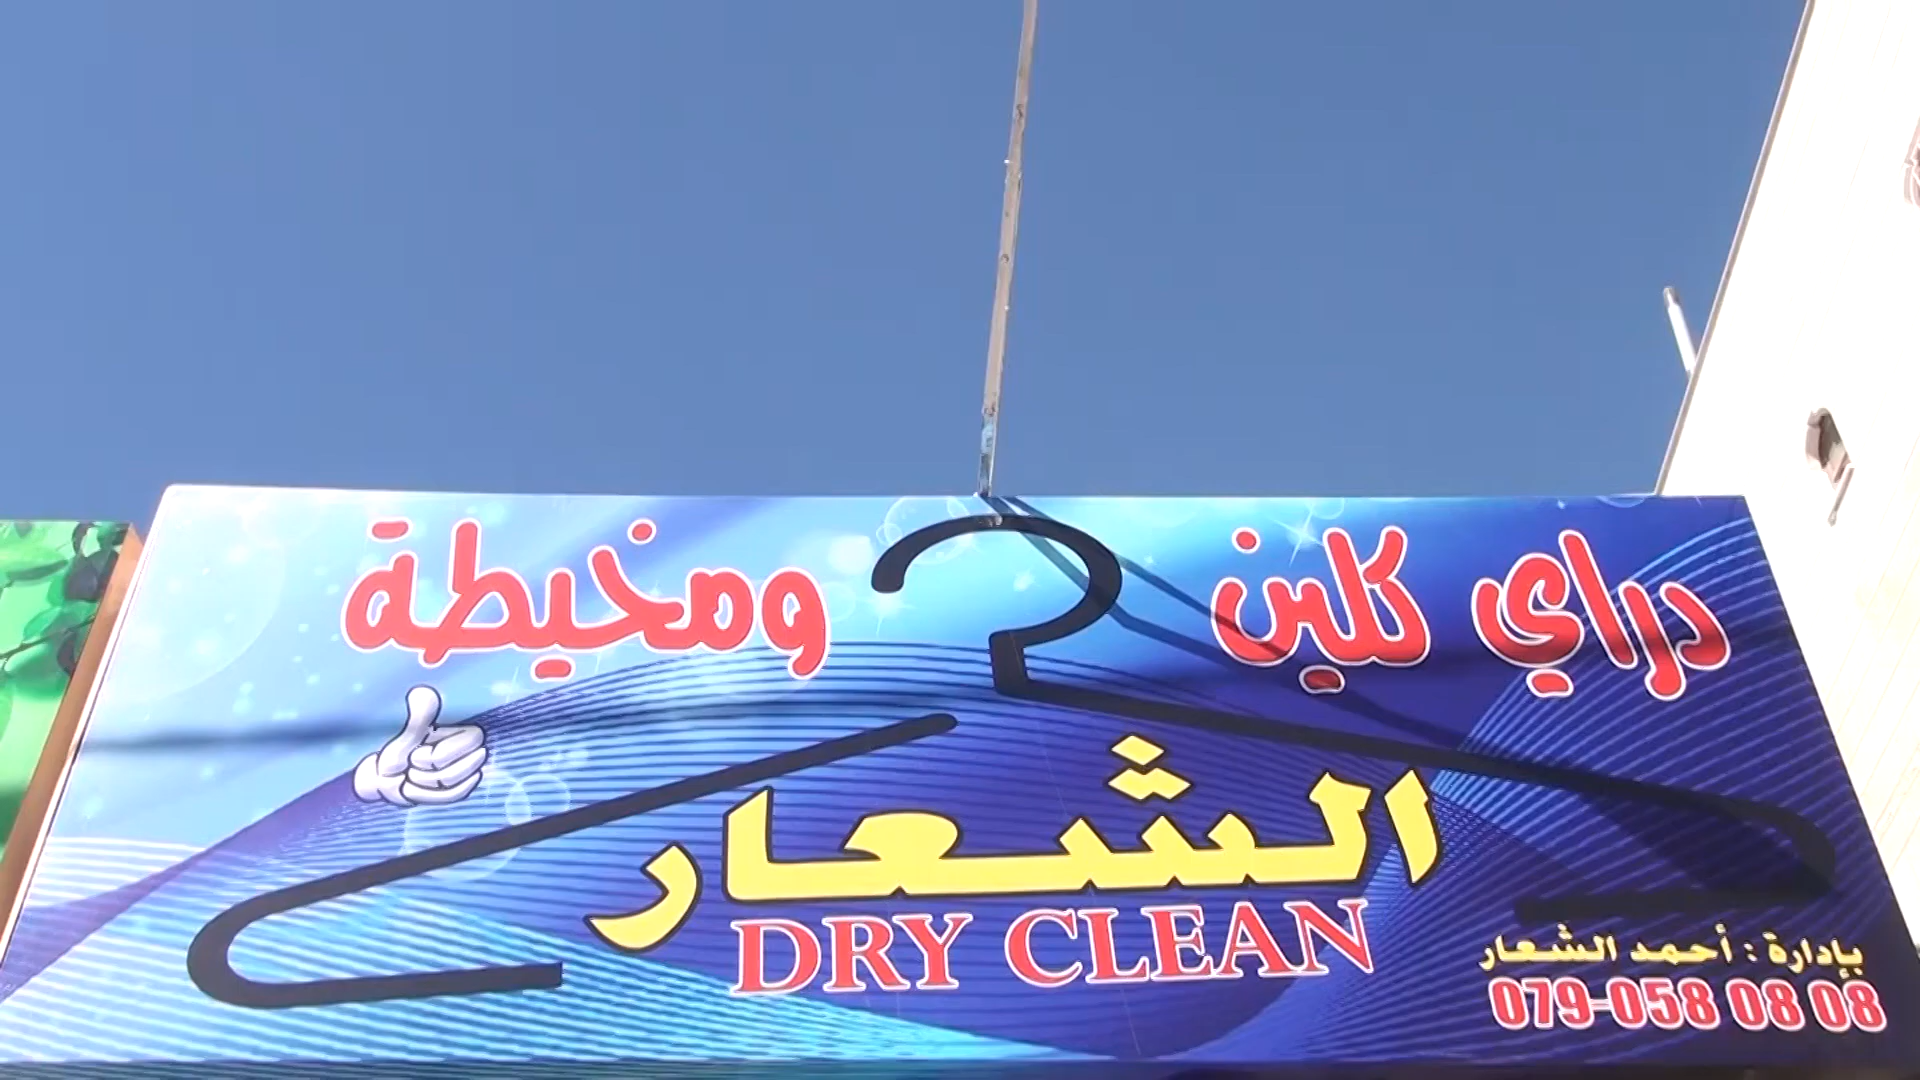 دراي كلين ومخيطة
الشعار
DRY CLEAN
بإدارة : أحمد الشعار
079-058 08 08